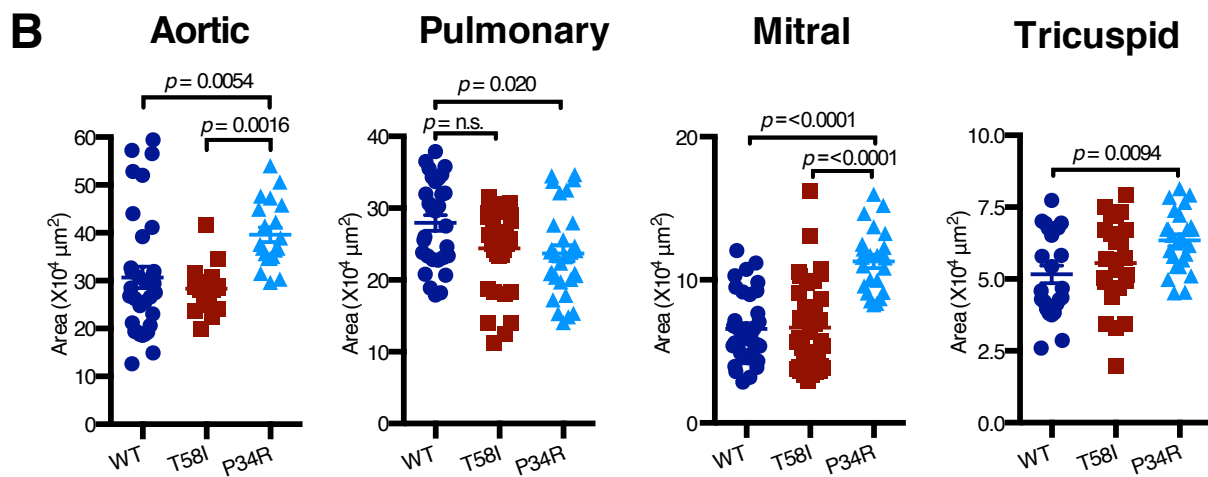 B
Aortic
p = 0.0054
p = 0.0016
60
50
40
30
20
10
0
Area (X10⁴ µm²)
WT
T58I
P34R
Pulmonary
p = 0.020
p = n.s.
40
30
20
10
0
Area (X10⁴ µm²)
WT
T58I
P34R
Mitral
p =<0.0001
p =<0.0001
20
10
0
Area (X10⁴ µm²)
WT
T58I
P34R
Tricuspid
p = 0.0094
10.0
7.5
5.0
2.5
0.0
Area (X10⁴ µm²)
WT
T58I
P34R